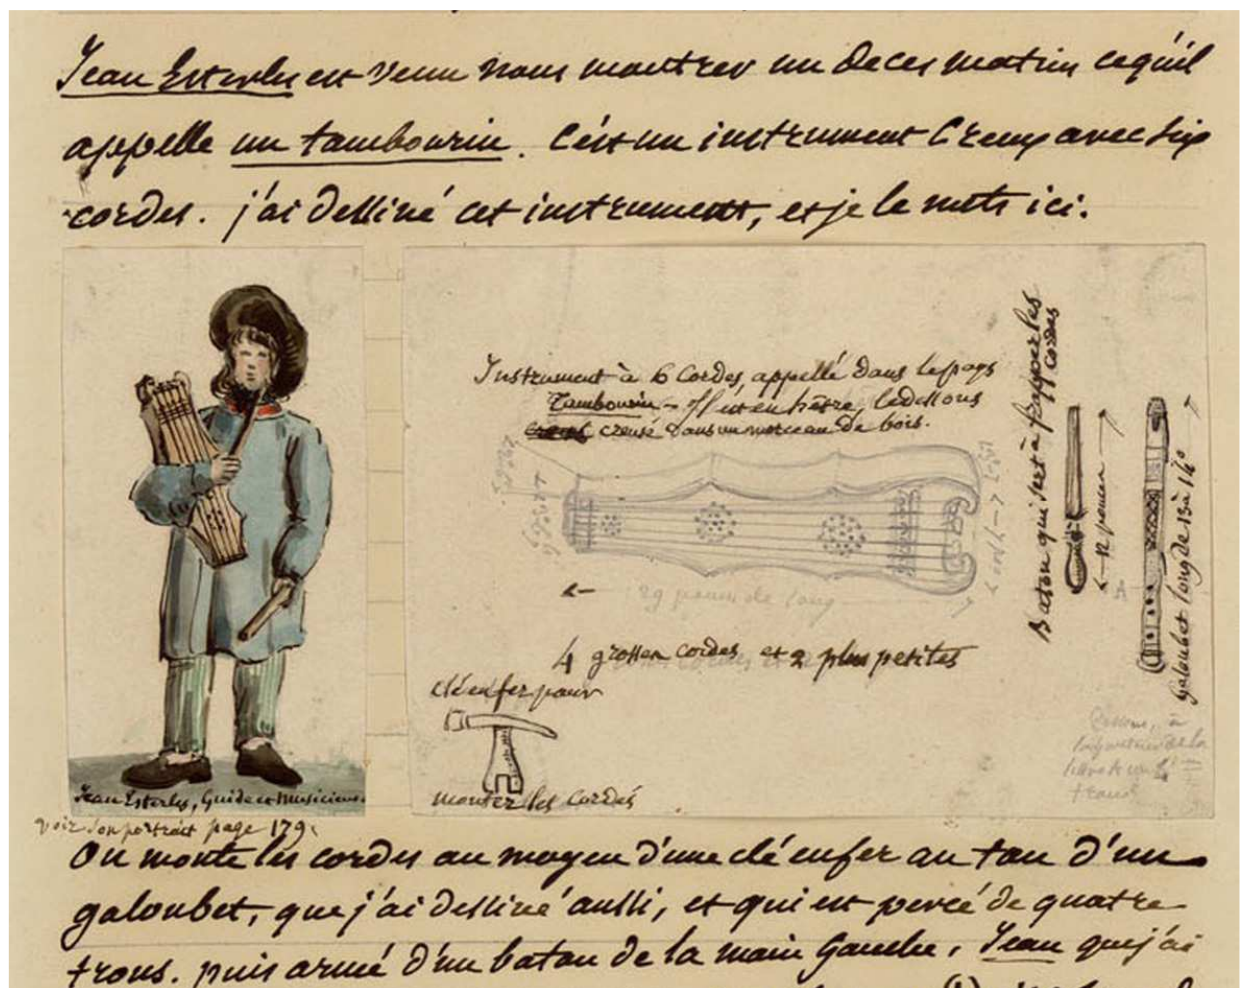 Jean Esterles est venu nous montrer un de ces matins ce qu'il
appelle un tambourin. C'est un instrument creux avec six
cordes. j'ai dessiné cet instrument, et je le mets ici.
Instrument à 6 Cordes, appellé dans le pays
Tambourin - Il est en hêtre, le dessous
creusé dans un morceau de bois.
29 pouces de long
4 grosses cordes et 2 plus petites
clé en fer pour
monter les cordes
Baton qui sert à frapper les
cordes
12 pouces
A
galoubet long de 13 à 14°
Jean Esterles, Guide et Musicien.
voir son portrait page 179.
On monte les cordes au moyen d'une clé en fer au ton d'un
galoubet, que j'ai dessiné aussi, et qui est percé de quatre
trous. puis armé d'un baton de la main Gauche, Jean que j'ai